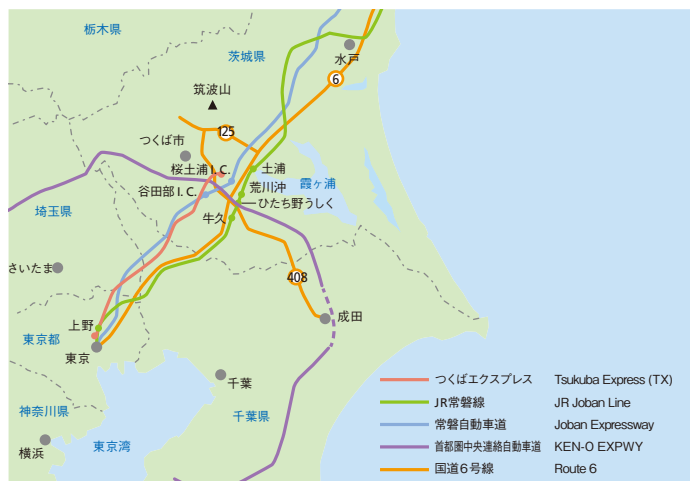 栃木県
茨城県
水戸
6
筑波山
125
つくば市
桜土浦I.C.
土浦
谷田部I.C.
荒川沖
霞ヶ浦
ひたち野うしく
埼玉県
牛久
さいたま
408
成田
上野
東京都
東京
千葉
つくばエクスプレス Tsukuba Express (TX)
JR常磐線 JR Joban Line
神奈川県
千葉県
常磐自動車道 Joban Expressway
横浜
東京湾
首都圏中央連絡自動車道 KEN-O EXPWY
国道6号線 Route 6